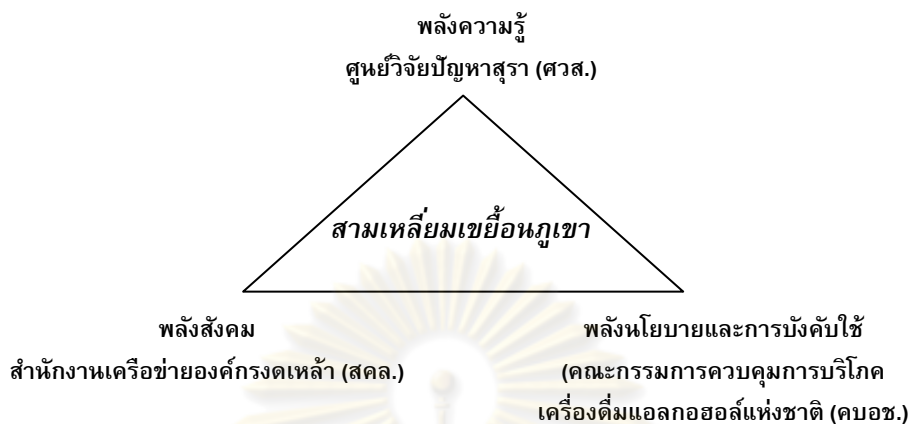 พลังความรู้
ศูนย์วิจัยปัญหาสุรา (ศวส.)
สามเหลี่ยมเขยื้อนภูเขา
พลังสังคม
สำนักงานเครือข่ายองค์กรงดเหล้า (สคล.)
พลังนโยบายและการบังคับใช้
(คณะกรรมการควบคุมการบริโภค
เครื่องดื่มแอลกอฮอล์แห่งชาติ (คบอช.)